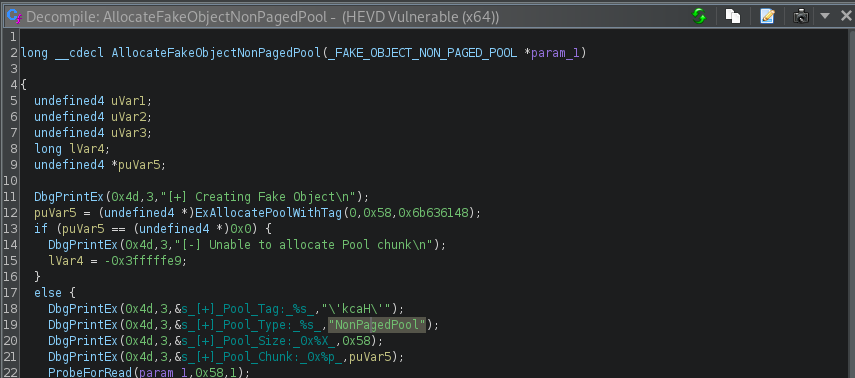 Decompile: AllocateFakeObjectNonPagedPool - (HEVD Vulnerable (x64))
1
2 long __cdecl AllocateFakeObjectNonPagedPool(_FAKE_OBJECT_NON_PAGED_POOL *param_1)
3
4 {
5 undefined4 uVar1;
6 undefined4 uVar2;
7 undefined4 uVar3;
8 long lVar4;
9 undefined4 *puVar5;
10
11 DbgPrintEx(0x4d,3,"[+] Creating Fake Object\n");
12 puVar5 = (undefined4 *)ExAllocatePoolWithTag(0,0x58,0x6b636148);
13 if (puVar5 == (undefined4 *)0x0) {
14 DbgPrintEx(0x4d,3,"[-] Unable to allocate Pool chunk\n");
15 lVar4 = -0x3fffffe9;
16 }
17 else {
18 DbgPrintEx(0x4d,3,&s_[+]_Pool_Tag:_%s_,"\'kcaH\'");
19 DbgPrintEx(0x4d,3,&s_[+]_Pool_Type:_%s_,"NonPagedPool");
20 DbgPrintEx(0x4d,3,&s_[+]_Pool_Size:_0x%X_,0x58);
21 DbgPrintEx(0x4d,3,&s_[+]_Pool_Chunk:_0x%p_,puVar5);
22 ProbeForRead(param_1,0x58,1);